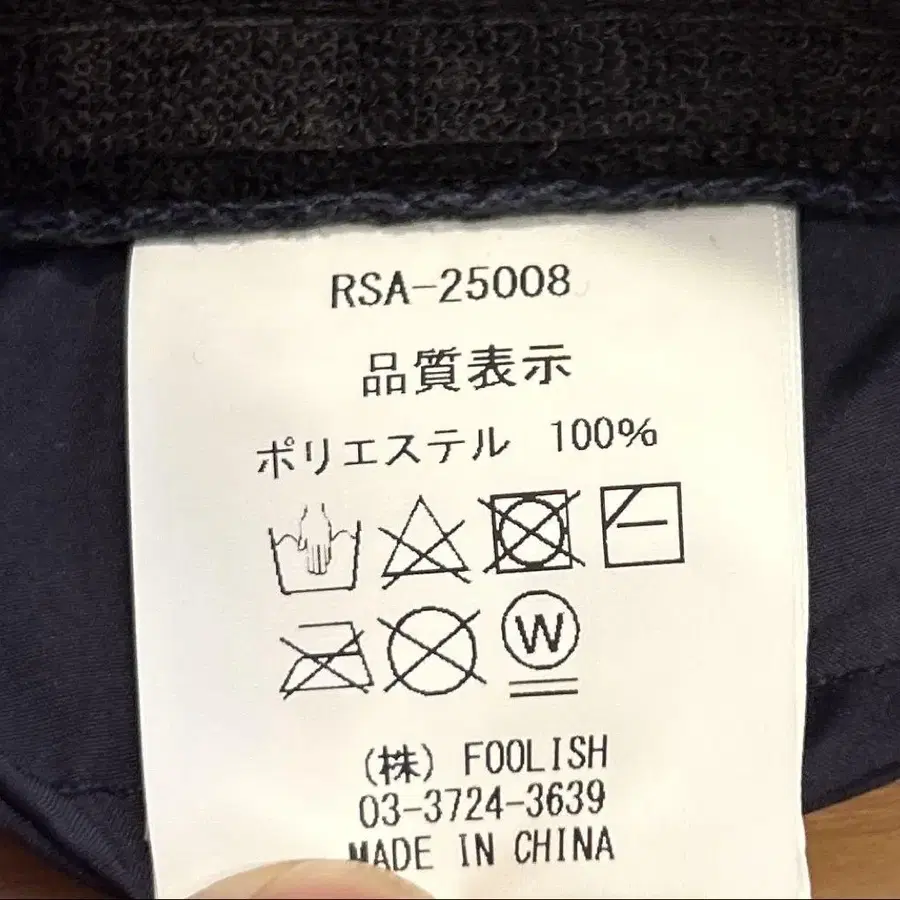 RSA-25008
品質表示
ポリエステル 100%
W
(株) FOOLISH
03-3724-3639
MADE IN CHINA